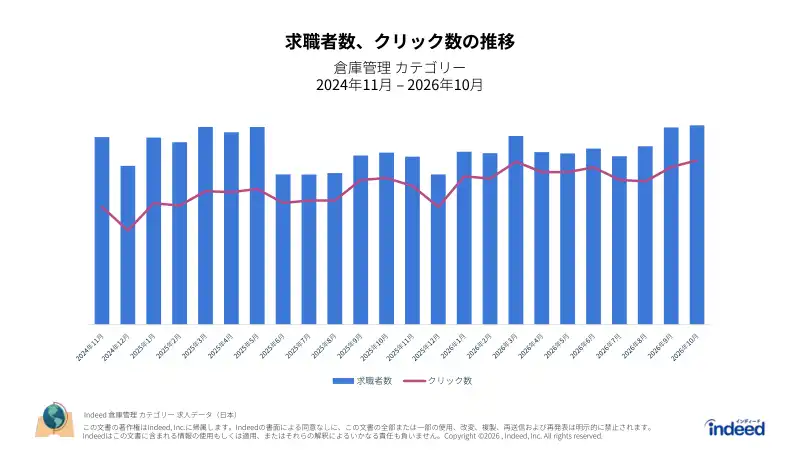 求職者数、クリック数の推移
倉庫管理 カテゴリー
2024年11月 – 2026年10月
2024年11月
2024年12月
2025年1月
2025年2月
2025年3月
2025年4月
2025年5月
2025年6月
2025年7月
2025年8月
2025年9月
2025年10月
2025年11月
2025年12月
2026年1月
2026年2月
2026年3月
2026年4月
2026年5月
2026年6月
2026年7月
2026年8月
2026年9月
2026年10月
求職者数 クリック数
Indeed 倉庫管理 カテゴリー 求人データ（日本）
この文書の著作権はIndeed, Inc.に帰属します。Indeedの書面による同意なしに、この文書の全部または一部の使用、改変、複製、再送信および再発表は明示的に禁止されます。
Indeedはこの文書に含まれる情報の使用もしくは適用、またはそれらの解釈によるいかなる責任も負いません。Copyright ©2026 , Indeed, Inc. All rights reserved.
インディード
indeed